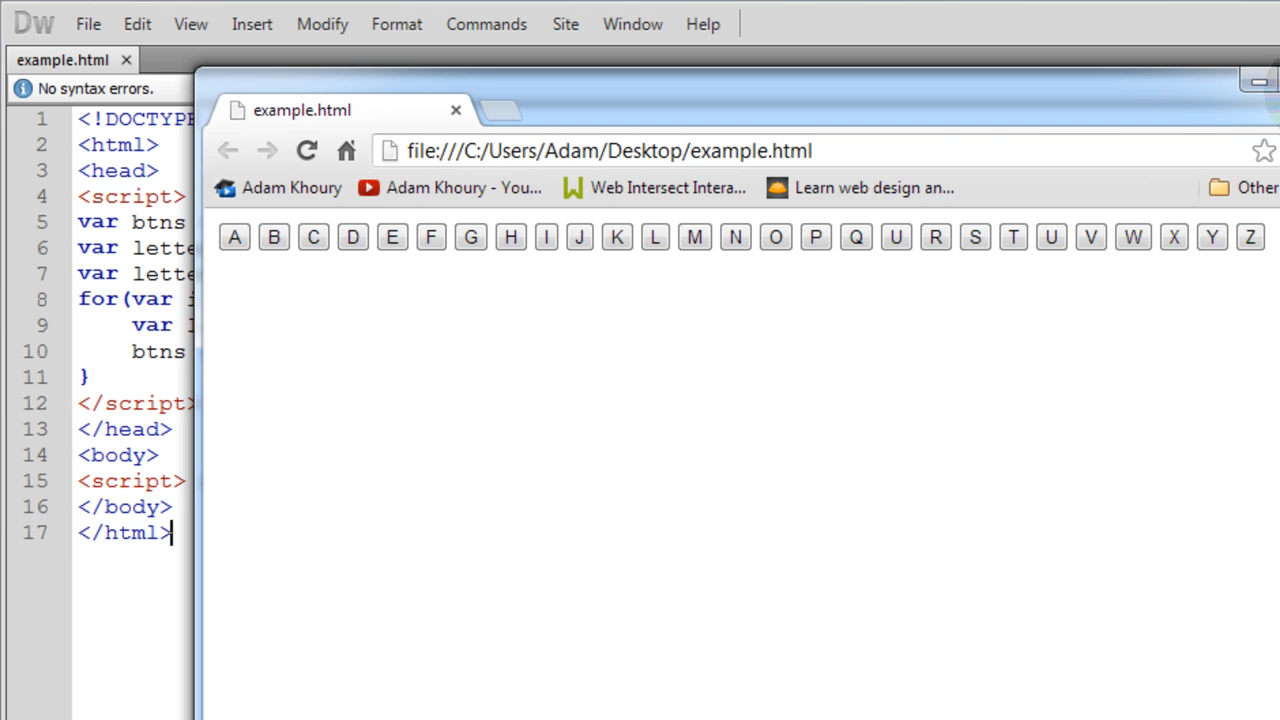 Dw File Edit View Insert Modify Format Commands Site Window Help
example.html
No syntax errors.
example.html
file:///C:/Users/Adam/Desktop/example.html
Adam Khoury Adam Khoury - You... Web Intersect Intera... Learn web design an... Other
A B C D E F G H I J K L M N O P Q U R S T U V W X Y Z
1 <!DOCTYPE
2 <html>
3 <head>
4 <script>
5 var btns
6 var lette
7 var lette
8 for(var i
9 var l
10 btns
11 }
12 </script>
13 </head>
14 <body>
15 <script>
16 </body>
17 </html>